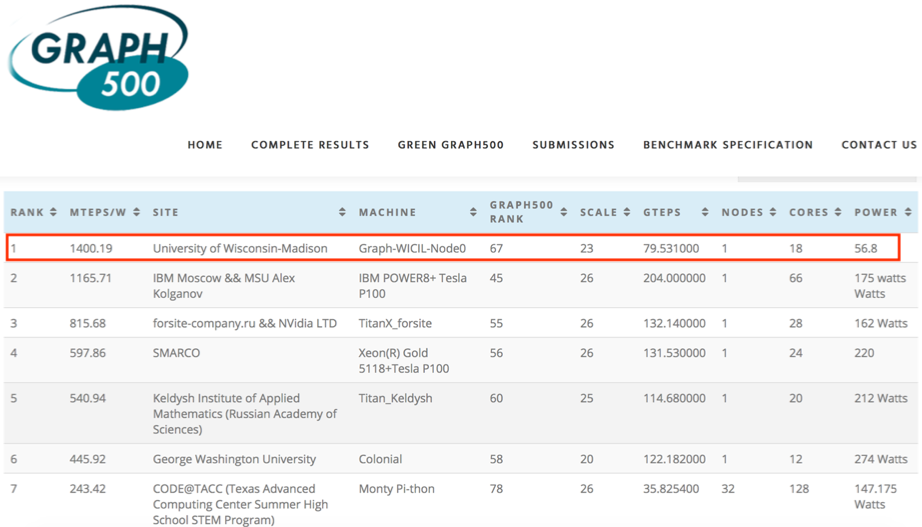 GRAPH
500
HOME COMPLETE RESULTS GREEN GRAPH500 SUBMISSIONS BENCHMARK SPECIFICATION CONTACT US
RANK MTEPS/W SITE MACHINE GRAPH500 RANK SCALE GTEPS NODES CORES POWER
1 1400.19 University of Wisconsin-Madison Graph-WICIL-Node0 67 23 79.531000 1 18 56.8
2 1165.71 IBM Moscow && MSU Alex IBM POWER8+ Tesla 45 26 204.000000 1 66 175 watts
Kolganov P100 Watts
3 815.68 forsite-company.ru && NVidia LTD TitanX_forsite 55 26 132.140000 1 28 162 Watts
4 597.86 SMARCO Xeon(R) Gold 56 26 131.530000 1 24 220
5118+Tesla P100
5 540.94 Keldysh Institute of Applied Titan_Keldysh 60 25 114.680000 1 20 212 Watts
Mathematics (Russian Academy of
Sciences)
6 445.92 George Washington University Colonial 58 20 122.182000 1 12 274 Watts
7 243.42 CODE@TACC (Texas Advanced Monty Pi-thon 78 26 35.825400 32 128 147.175
Computing Center Summer High Watts
School STEM Program)